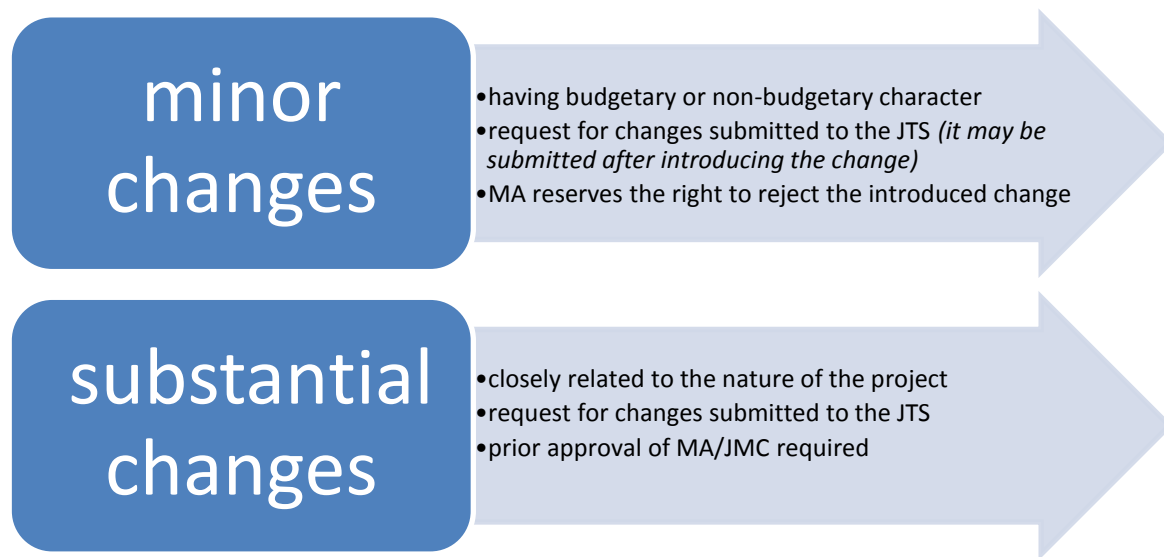 minor
changes
•having budgetary or non-budgetary character
•request for changes submitted to the JTS (it may be
submitted after introducing the change)
•MA reserves the right to reject the introduced change
substantial
changes
•closely related to the nature of the project
•request for changes submitted to the JTS
•prior approval of MA/JMC required